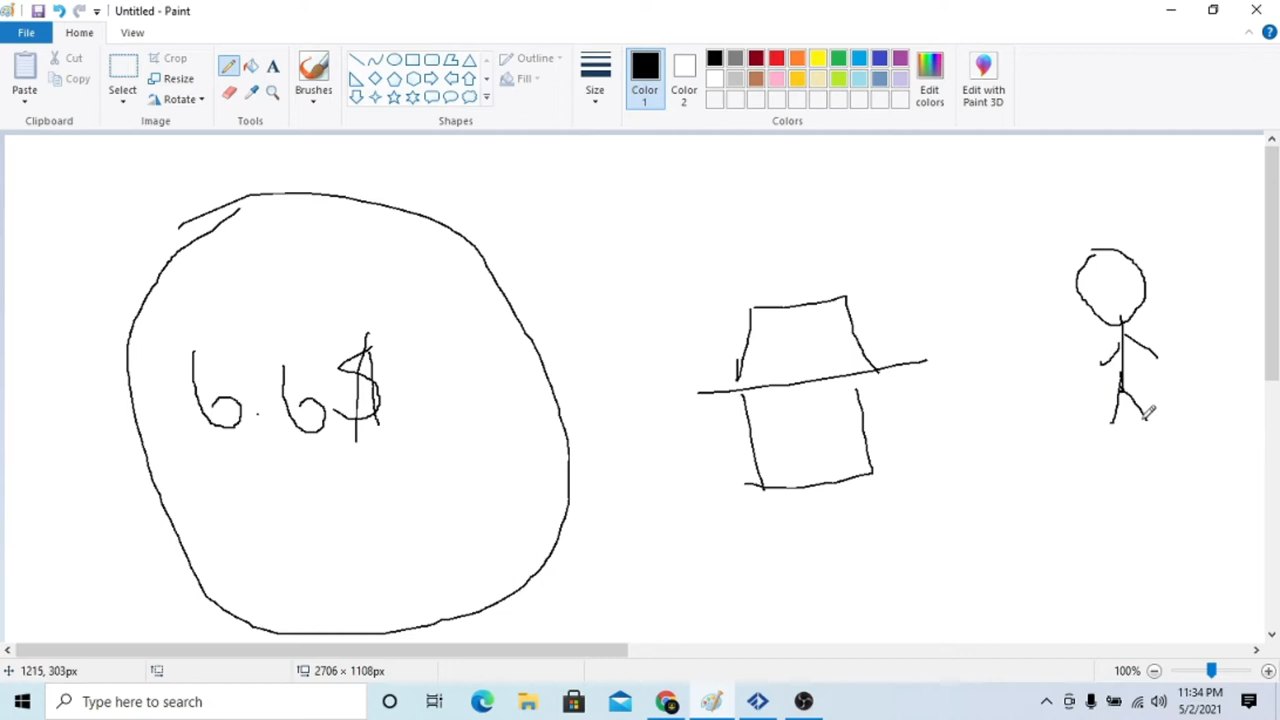 Untitled - Paint
File
Home
View
Paste
Cut
Copy
Clipboard
Select
Crop
Resize
Rotate
Image
A
Tools
Brushes
Shapes
Outline
Fill
Size
Color 1
Color 2
Colors
Edit colors
Edit with Paint 3D
6.6$
1215, 303px
2706 × 1108px
100%
Type here to search
11:34 PM
5/2/2021